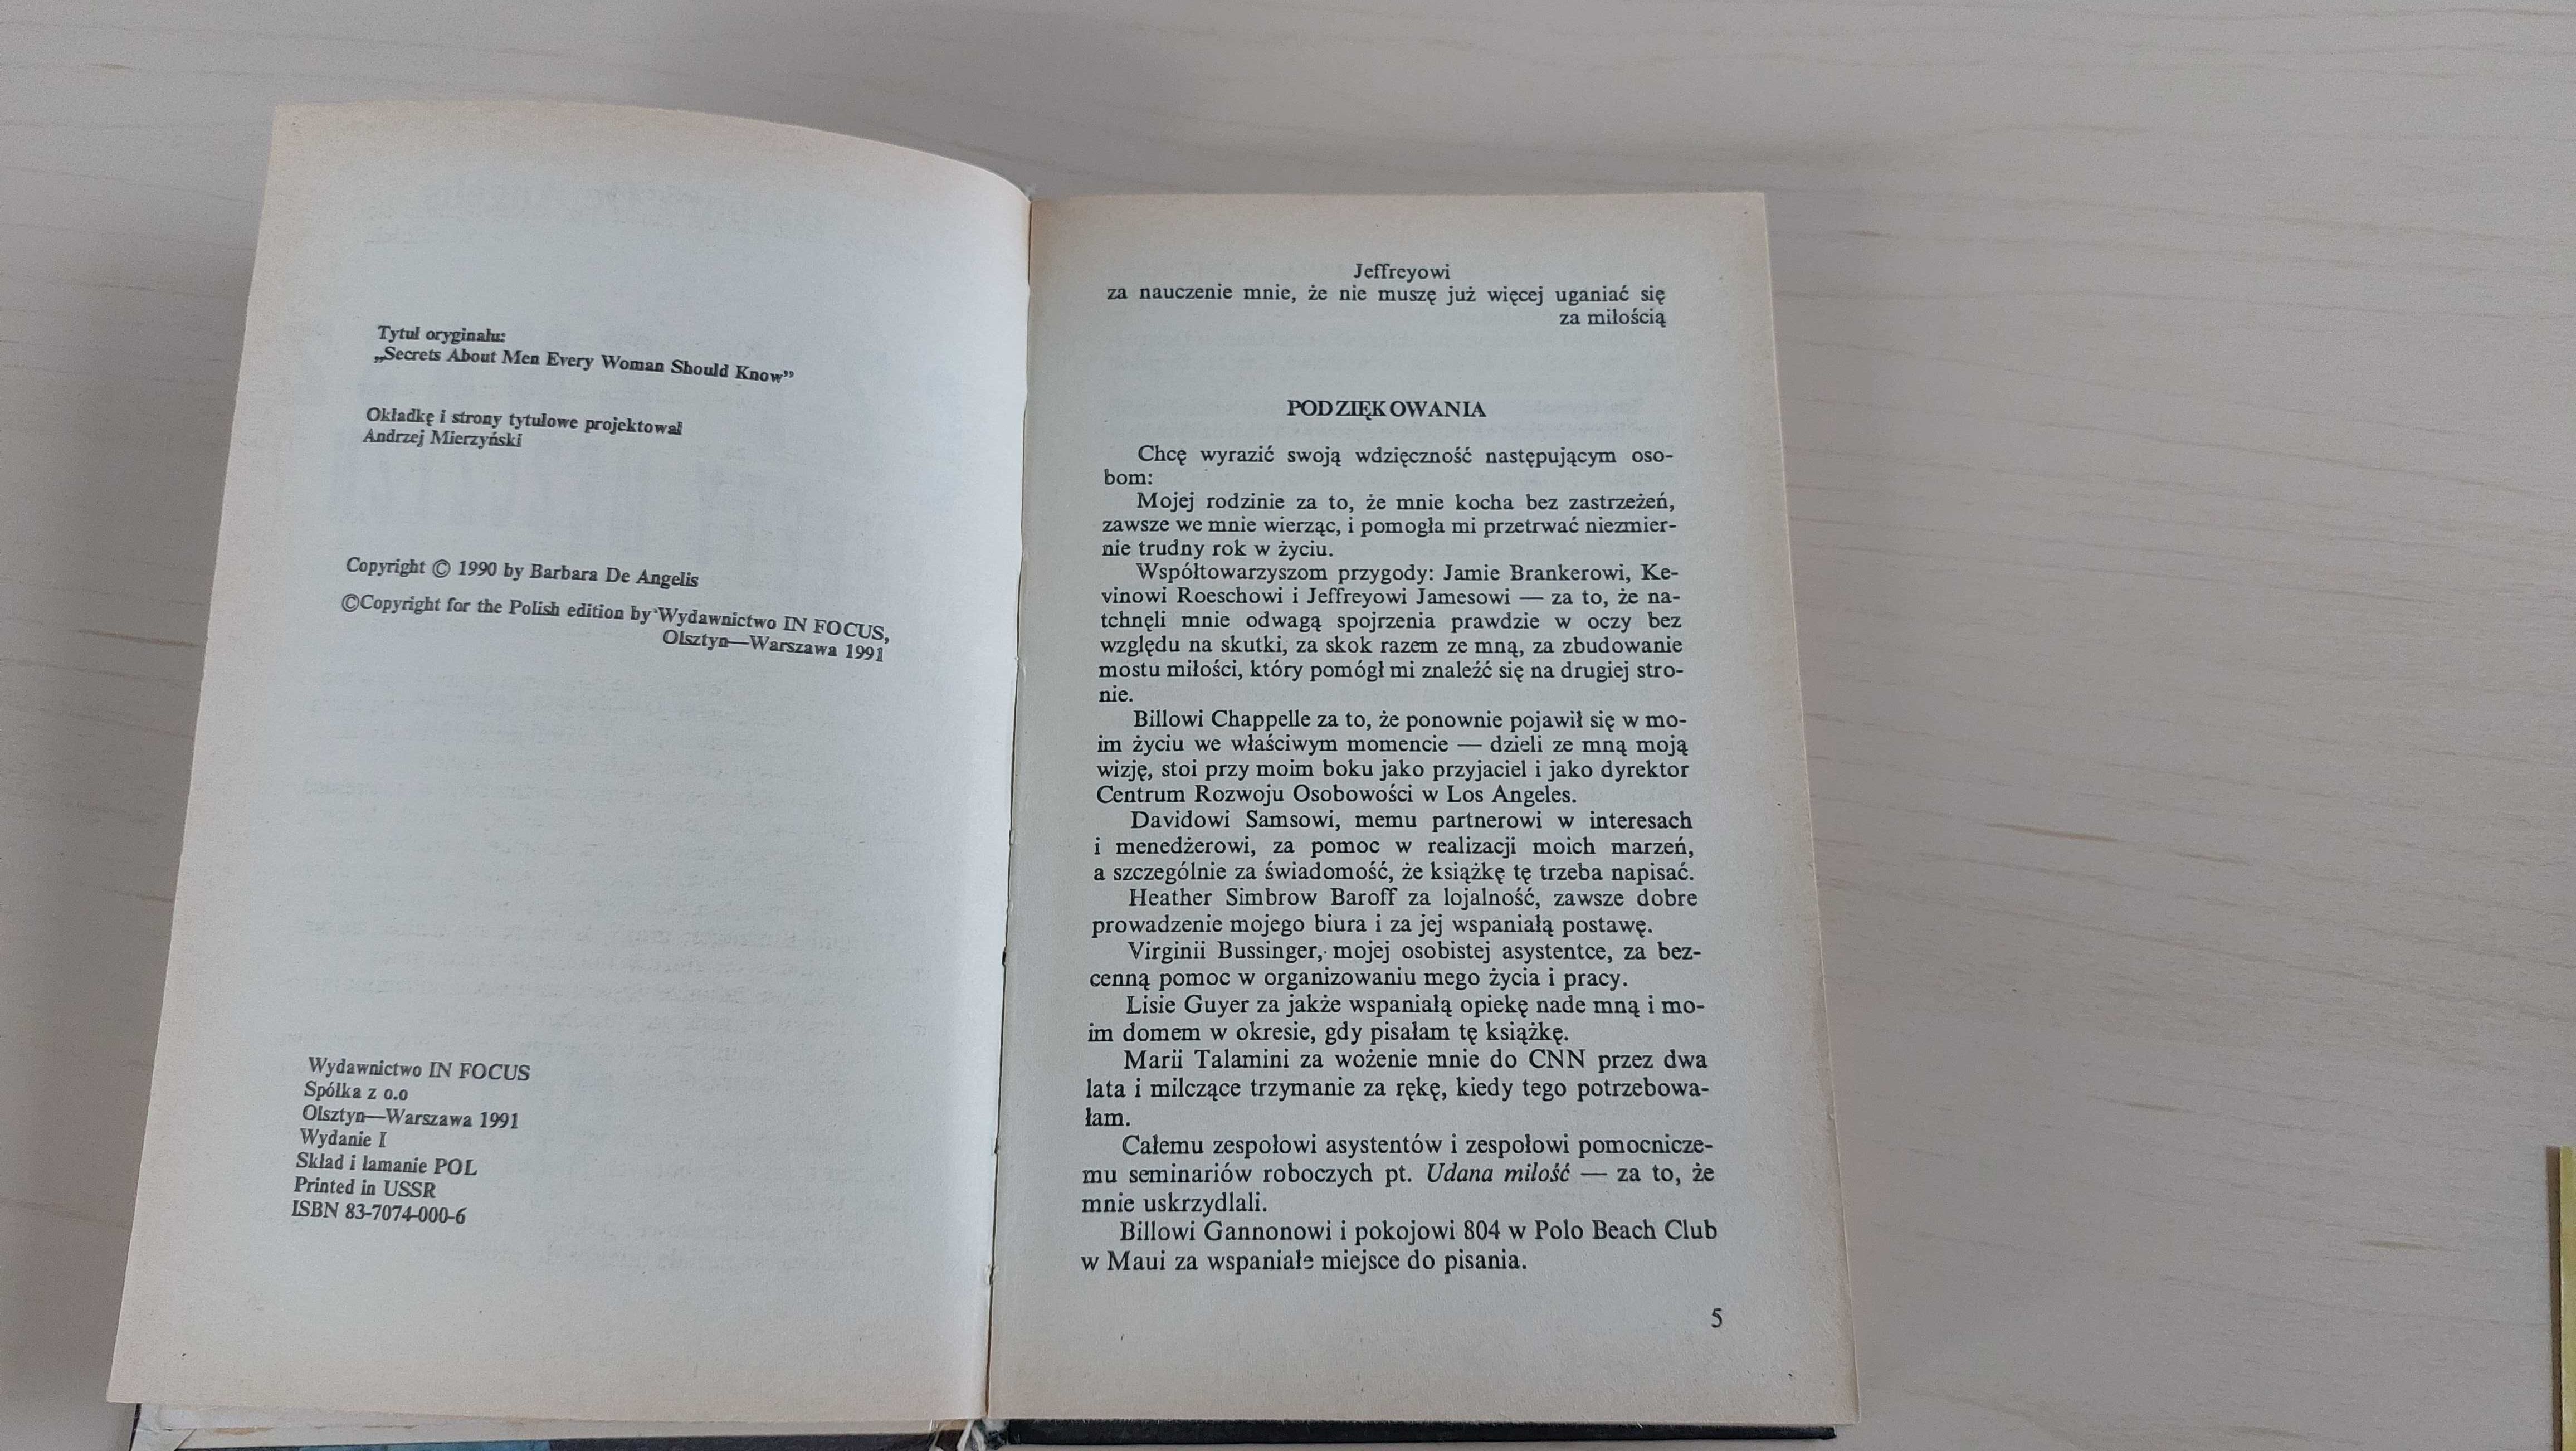 Tytuł oryginału:
„Secrets About Men Every Woman Should Know”
Okładkę i strony tytułowe projektował
Andrzej Mierzyński
Copyright © 1990 by Barbara De Angelis
©Copyright for the Polish edition by Wydawnictwo IN FOCUS,
Olsztyn—Warszawa 1991
Wydawnictwo IN FOCUS
Spółka z o.o
Olsztyn—Warszawa 1991
Wydanie I
Skład i łamanie POL
Printed in USSR
ISBN 83-7074-000-6
Jeffreyowi
za nauczenie mnie, że nie muszę już więcej uganiać się
za miłością
PODZIĘKOWANIA
Chcę wyrazić swoją wdzięczność następującym oso-
bom:
Mojej rodzinie za to, że mnie kocha bez zastrzeżeń,
zawsze we mnie wierząc, i pomogła mi przetrwać niezmier-
nie trudny rok w życiu.
Współtowarzyszom przygody: Jamie Brankerowi, Ke-
vinowi Roeschowi i Jeffreyowi Jamesowi — za to, że na-
tchnęli mnie odwagą spojrzenia prawdzie w oczy bez
względu na skutki, za skok razem ze mną, za zbudowanie
mostu miłości, który pomógł mi znaleźć się na drugiej stro-
nie.
Billowi Chappelle za to, że ponownie pojawił się w mo-
im życiu we właściwym momencie — dzieli ze mną moją
wizję, stoi przy moim boku jako przyjaciel i jako dyrektor
Centrum Rozwoju Osobowości w Los Angeles.
Davidowi Samsowi, memu partnerowi w interesach
i menedżerowi, za pomoc w realizacji moich marzeń,
a szczególnie za świadomość, że książkę tę trzeba napisać.
Heather Simbrow Baroff za lojalność, zawsze dobre
prowadzenie mojego biura i za jej wspaniałą postawę.
Virginii Bussinger, mojej osobistej asystentce, za bez-
cenną pomoc w organizowaniu mego życia i pracy.
Lisie Guyer za jakże wspaniałą opiekę nade mną i mo-
im domem w okresie, gdy pisałam tę książkę.
Marii Talamini za wożenie mnie do CNN przez dwa
lata i milczące trzymanie za rękę, kiedy tego potrzebowa-
łam.
Całemu zespołowi asystentów i zespołowi pomocnicze-
mu seminariów roboczych pt. Udana miłość — za to, że
mnie uskrzydlali.
Billowi Gannonowi i pokojowi 804 w Polo Beach Club
w Maui za wspaniałe miejsce do pisania.
5